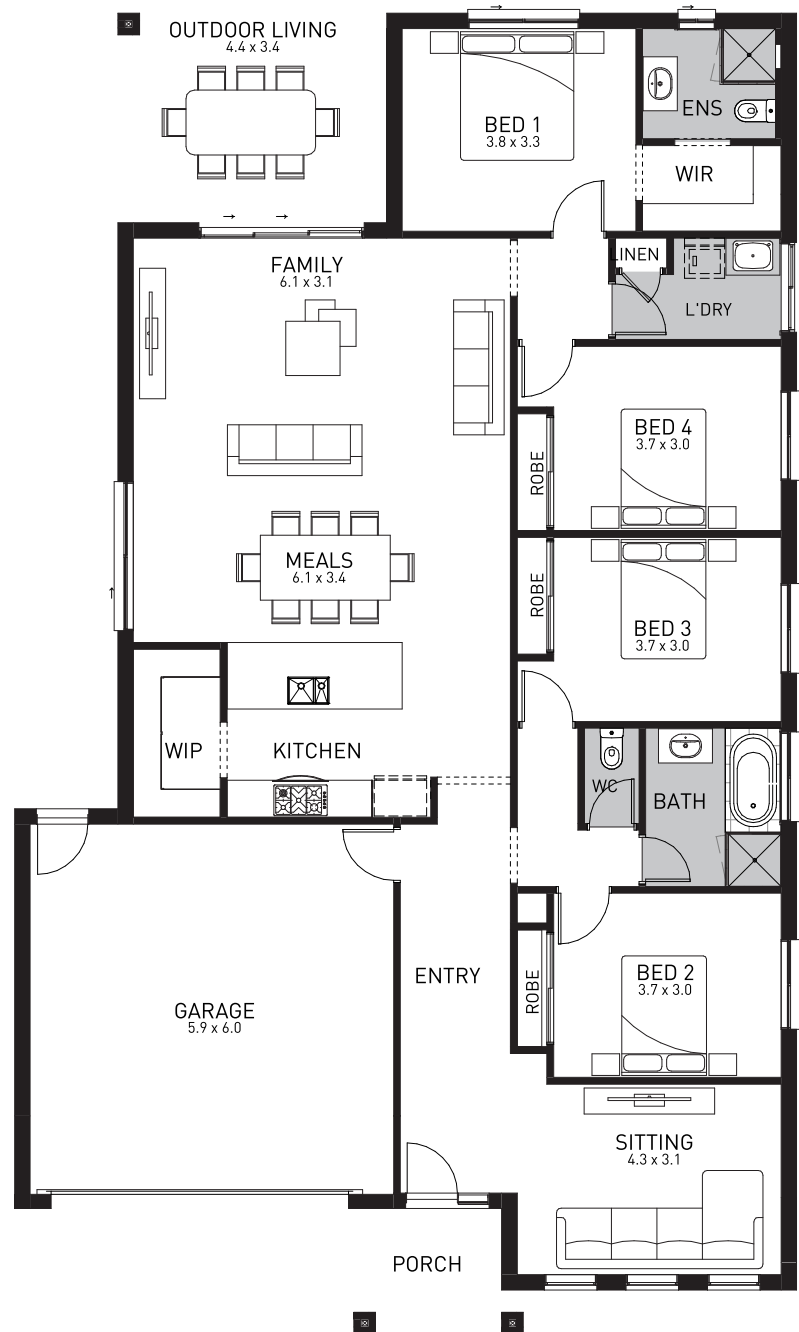 OUTDOOR LIVING
4.4 x 3.4
BED 1
3.8 x 3.3
ENS
WIR
FAMILY
6.1 x 3.1
LINEN
L'DRY
BED 4
3.7 x 3.0
ROBE
MEALS
6.1 x 3.4
ROBE
BED 3
3.7 x 3.0
WIP
KITCHEN
WC
BATH
ENTRY
BED 2
3.7 x 3.0
ROBE
GARAGE
5.9 x 6.0
SITTING
4.3 x 3.1
PORCH